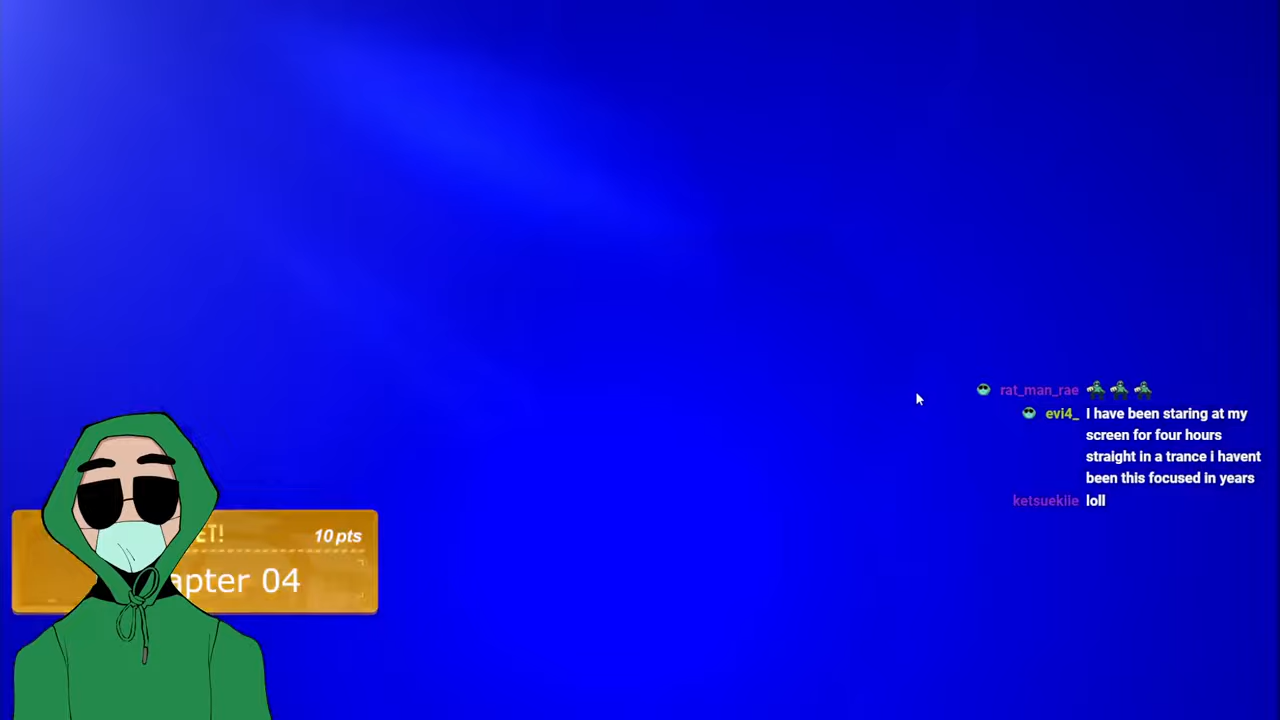 rat_man_rae
evi4_ I have been staring at my
screen for four hours
straight in a trance i havent
been this focused in years
ketsuekiie loll
ET! 10 pts
apter 04